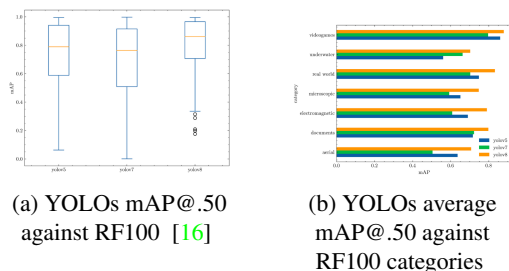 1.0
0.8
0.6
0.4
0.2
0.0
mAP
yolov5
yolov7
yolov8
(a) YOLOs mAP@.50
against RF100 [16]
category
videogames
underwater
real world
microscopic
electromagnetic
documents
aerial
yolov5
yolov7
yolov8
0.0
0.2
0.4
0.6
0.8
mAP
(b) YOLOs average
mAP@.50 against
RF100 categories